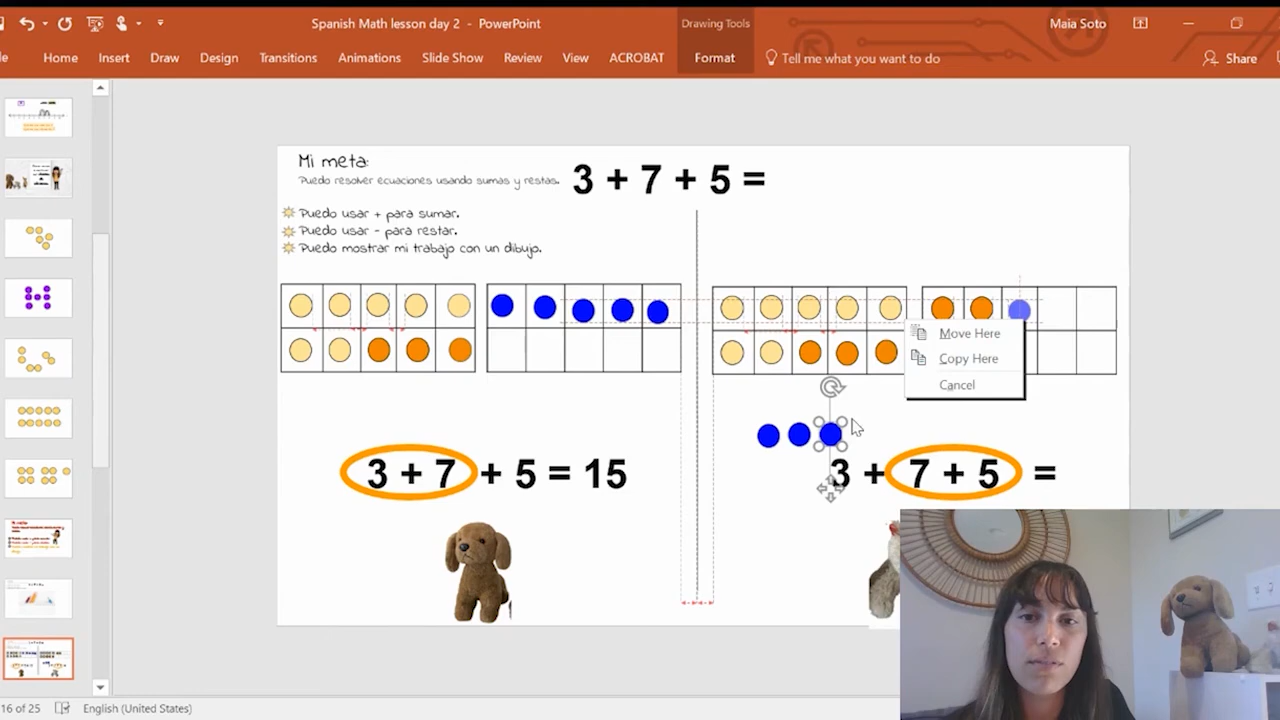 Spanish Math lesson day 2 - PowerPoint
Drawing Tools
Maia Soto
Home Insert Draw Design Transitions Animations Slide Show Review View ACROBAT Format Tell me what you want to do Share
Mi meta:
Puedo resolver ecuaciones usando sumas y restas.
3 + 7 + 5 =
Puedo usar + para sumar.
Puedo usar - para restar.
Puedo mostrar mi trabajo con un dibujo.
Move Here
Copy Here
Cancel
3 + 7 + 5 = 15
3 + 7 + 5 =
16 of 25
English (United States)